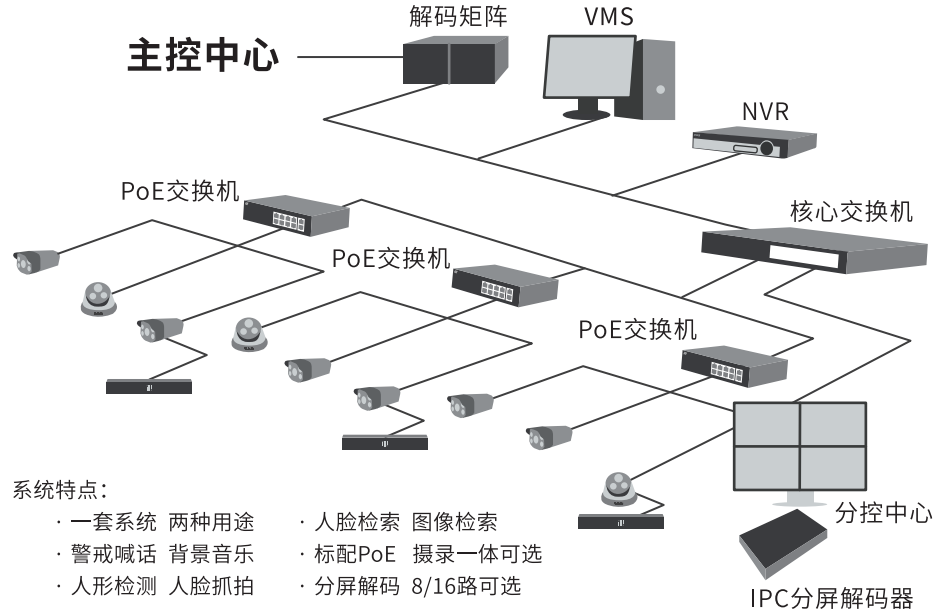 解码矩阵
VMS
主控中心
NVR
PoE交换机
核心交换机
PoE交换机
PoE交换机
系统特点：
· 一套系统 两种用途
· 人脸检索 图像检索
· 警戒喊话 背景音乐
· 标配PoE 摄录一体可选
· 人形检测 人脸抓拍
· 分屏解码 8/16路可选
分控中心
IPC分屏解码器